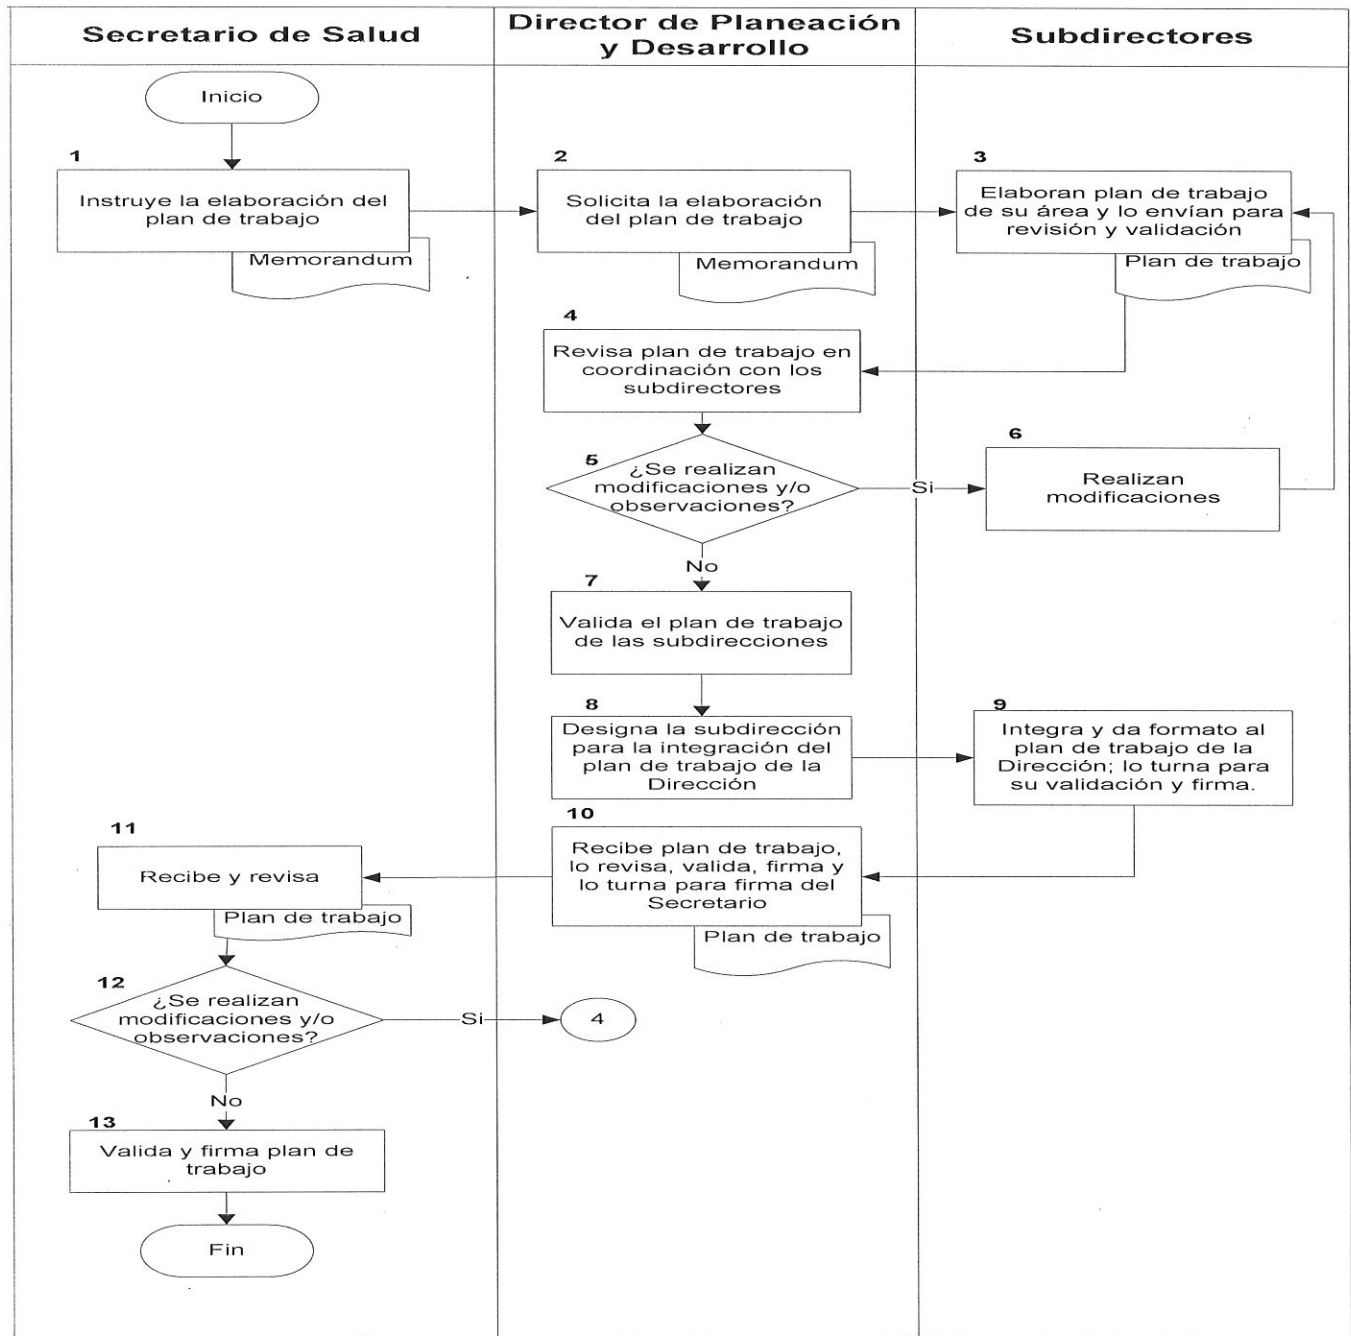 Secretario de Salud
Director de Planeación
y Desarrollo
Subdirectores
Inicio
1
Instruye la elaboración del
plan de trabajo
Memorandum
2
Solicita la elaboración
del plan de trabajo
Memorandum
3
Elaboran plan de trabajo
de su área y lo envían para
revisión y validación
Plan de trabajo
4
Revisa plan de trabajo en
coordinación con los
subdirectores
5
¿Se realizan
modificaciones y/o
observaciones?
Si
6
Realizan
modificaciones
No
7
Valida el plan de trabajo
de las subdirecciones
8
Designa la subdirección
para la integración del
plan de trabajo de la
Dirección
9
Integra y da formato al
plan de trabajo de la
Dirección; lo turna para
su validación y firma.
10
Recibe plan de trabajo,
lo revisa, valida, firma y
lo turna para firma del
Secretario
Plan de trabajo
11
Recibe y revisa
Plan de trabajo
12
¿Se realizan
modificaciones y/o
observaciones?
Si
4
No
13
Valida y firma plan de
trabajo
Fin